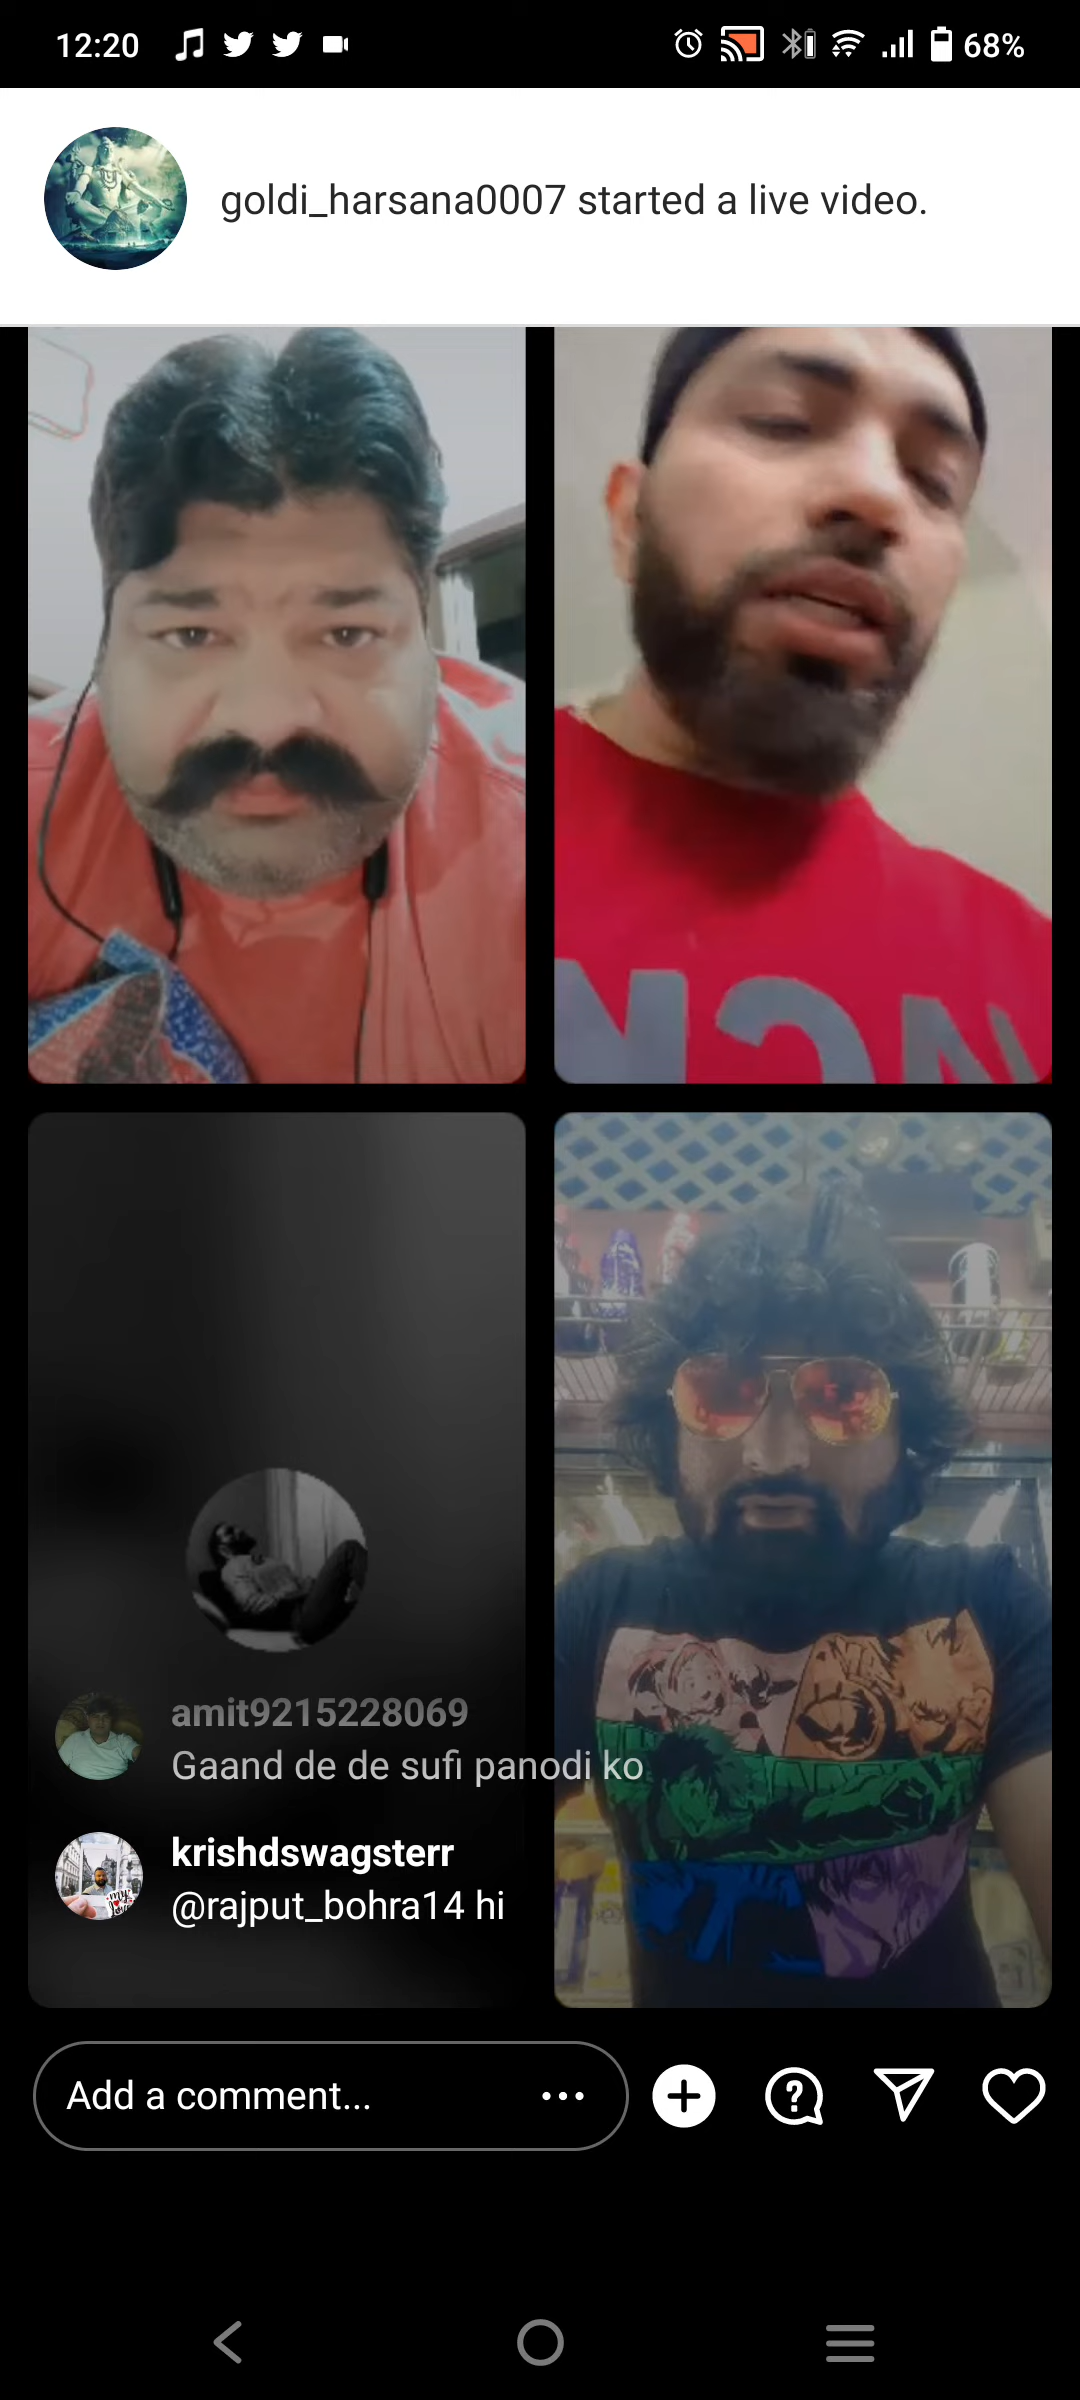 12:20
68%
goldi_harsana0007 started a live video.
amit9215228069
Gaand de de sufi panodi ko
krishdswagsterr
@rajput_bohra14 hi
Add a comment...